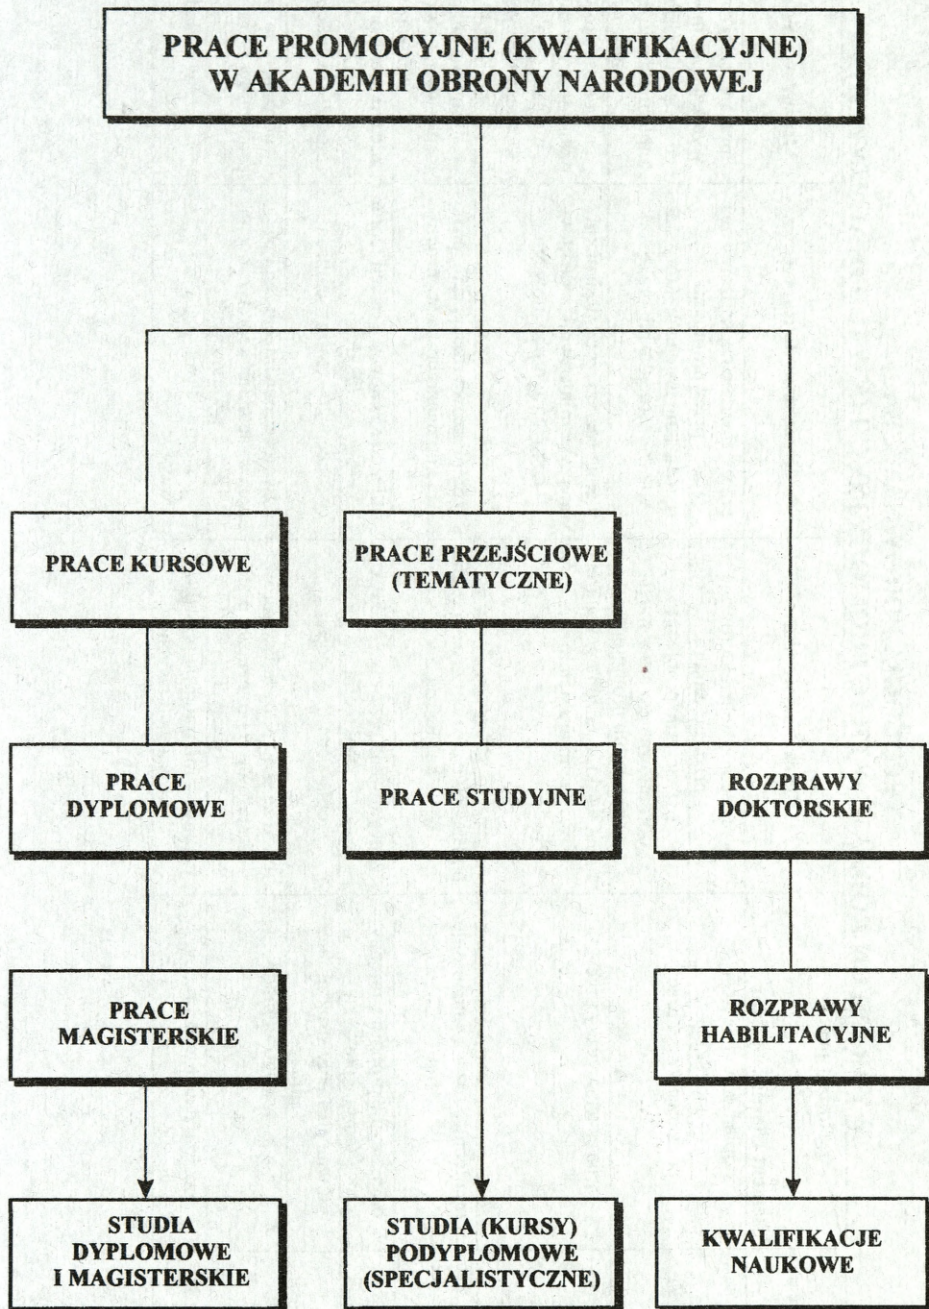 PRACE PROMOCYJNE (KWALIFIKACYJNE)
W AKADEMII OBRONY NARODOWEJ
PRACE KURSOWE
PRACE PRZEJŚCIOWE
(TEMATYCZNE)
PRACE
DYPLOMOWE
PRACE STUDYJNE
ROZPRAWY
DOKTORSKIE
PRACE
MAGISTERSKIE
ROZPRAWY
HABILITACYJNE
STUDIA
DYPLOMOWE
I MAGISTERSKIE
STUDIA (KURSY)
PODYPLOMOWE
(SPECJALISTYCZNE)
KWALIFIKACJE
NAUKOWE